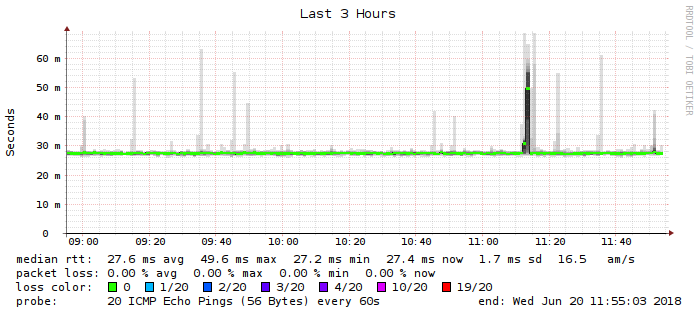 Last 3 Hours
RRDTOOL / TOBI OETIKER
Seconds
60 m
50 m
40 m
30 m
20 m
10 m
0
09:00 09:20 09:40 10:00 10:20 10:40 11:00 11:20 11:40
median rtt: 27.6 ms avg 49.6 ms max 27.2 ms min 27.4 ms now 1.7 ms sd 16.5 am/s
packet loss: 0.00 % avg 0.00 % max 0.00 % min 0.00 % now
loss color: 0 1/20 2/20 3/20 4/20 10/20 19/20
probe: 20 ICMP Echo Pings (56 Bytes) every 60s end: Wed Jun 20 11:55:03 2018